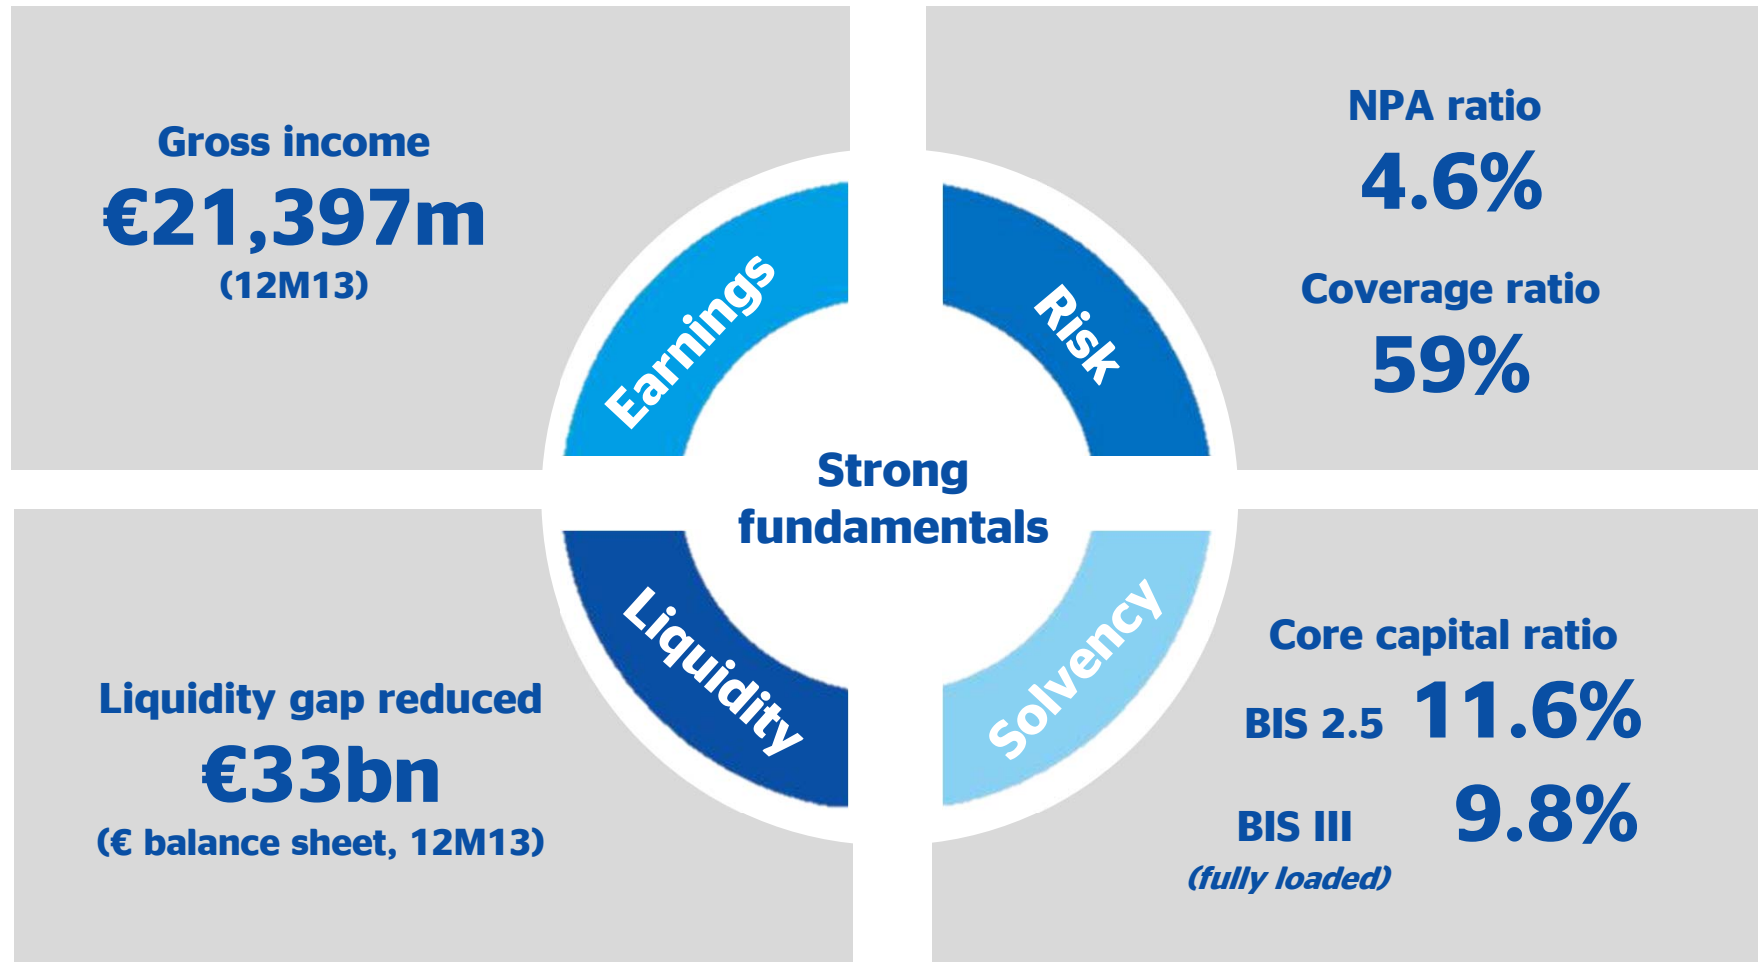 Gross income
€21,397m
(12M13)
Earnings
NPA ratio
4.6%
Coverage ratio
59%
Risk
Strong
fundamentals
Liquidity gap reduced
€33bn
(€ balance sheet, 12M13)
Liquidity
Solvency
Core capital ratio
BIS 2.5 11.6%
BIS III 9.8%
(fully loaded)